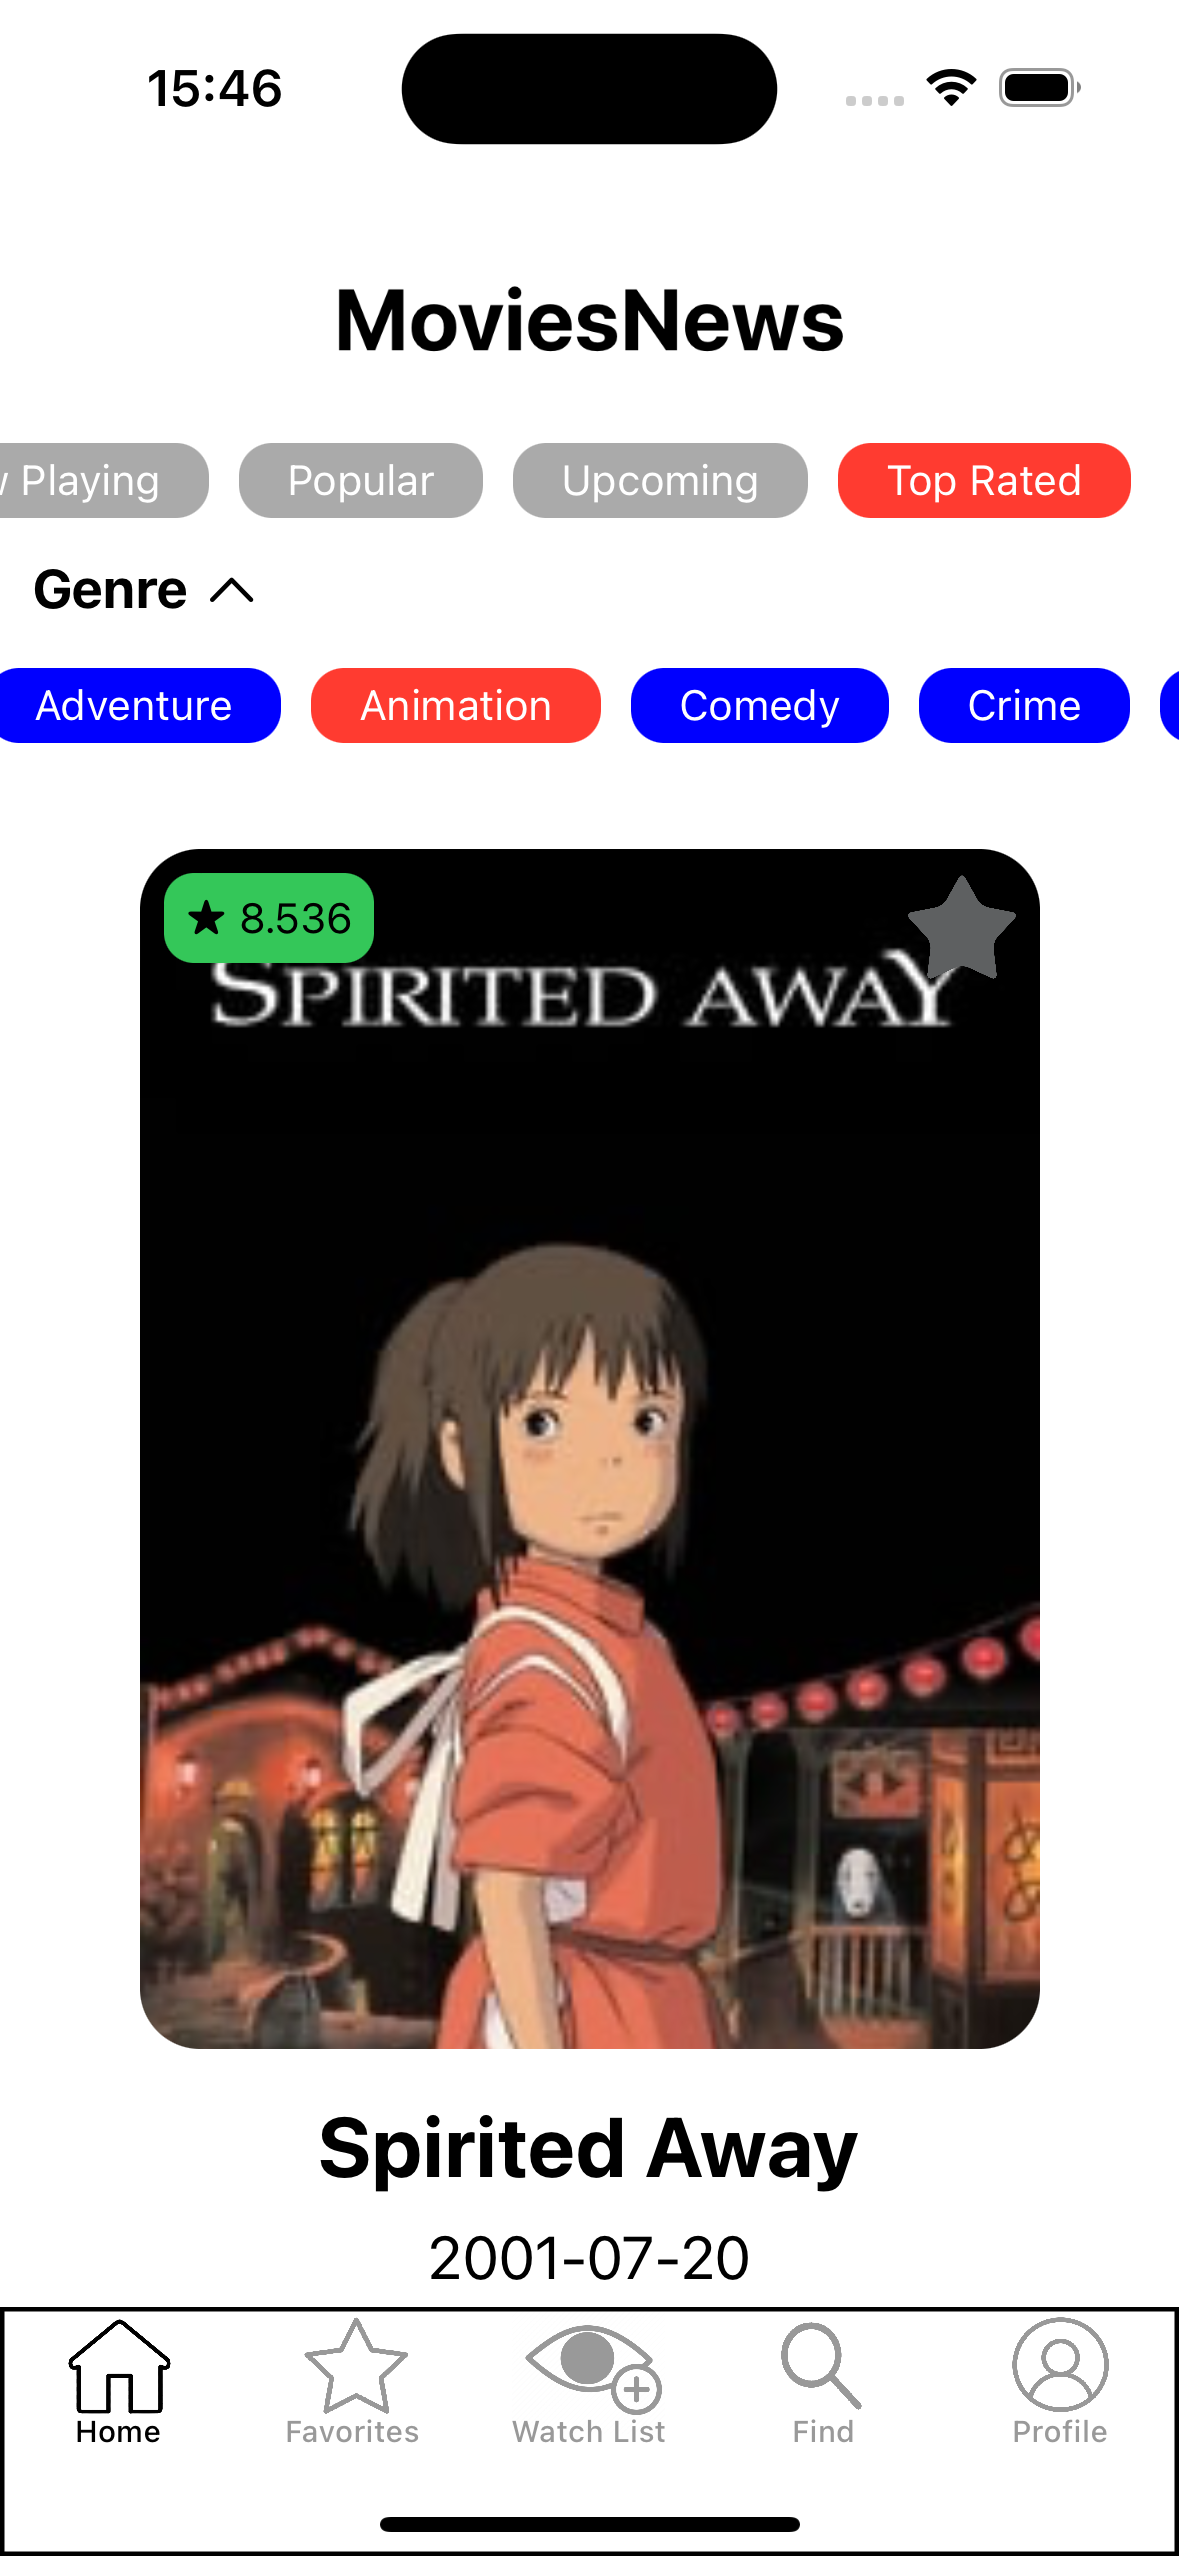 15:46
MoviesNews
Playing Popular Upcoming Top Rated
Genre
Adventure Animation Comedy Crime
8.536
SPIRITED AWAY
Spirited Away
2001-07-20
Home Favorites Watch List Find Profile